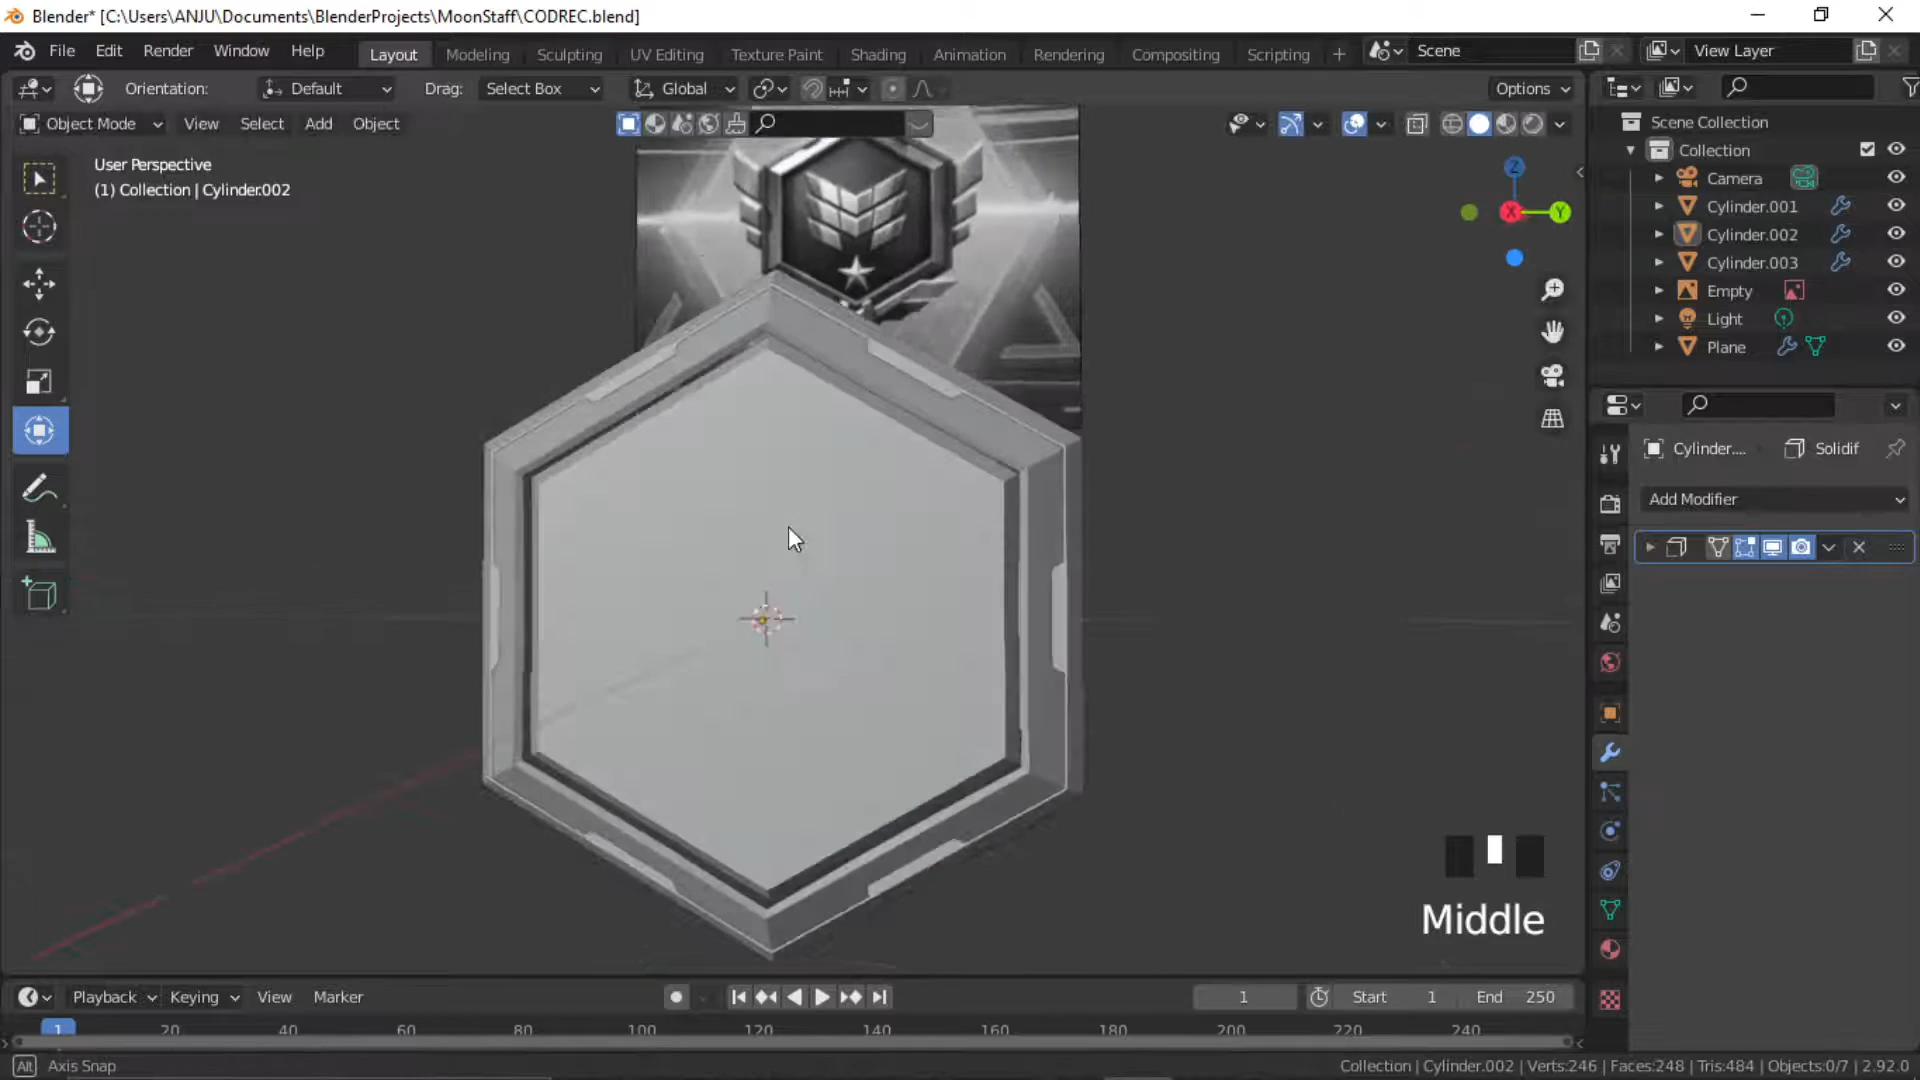 Blender* [C:\Users\ANJU\Documents\BlenderProjects\MoonStaff\CODREC.blend]
File Edit Render Window Help
Layout Modeling Sculpting UV Editing Texture Paint Shading Animation Rendering Compositing Scripting +
Scene
View Layer
Orientation: Default Drag: Select Box Global Options
Object Mode View Select Add Object
User Perspective
(1) Collection | Cylinder.002
Z
X
Y
Scene Collection
Collection
Camera
Cylinder.001
Cylinder.002
Cylinder.003
Empty
Light
Plane
Cylinder.... Solidif
Add Modifier
Middle
Playback Keying View Marker
1 Start 1 End 250
1 20 40 60 80 100 120 140 160 180 200 220 240
Alt Axis Snap
Collection | Cylinder.002 | Verts:246 | Faces:248 | Tris:484 | Objects:0/7 | 2.92.0